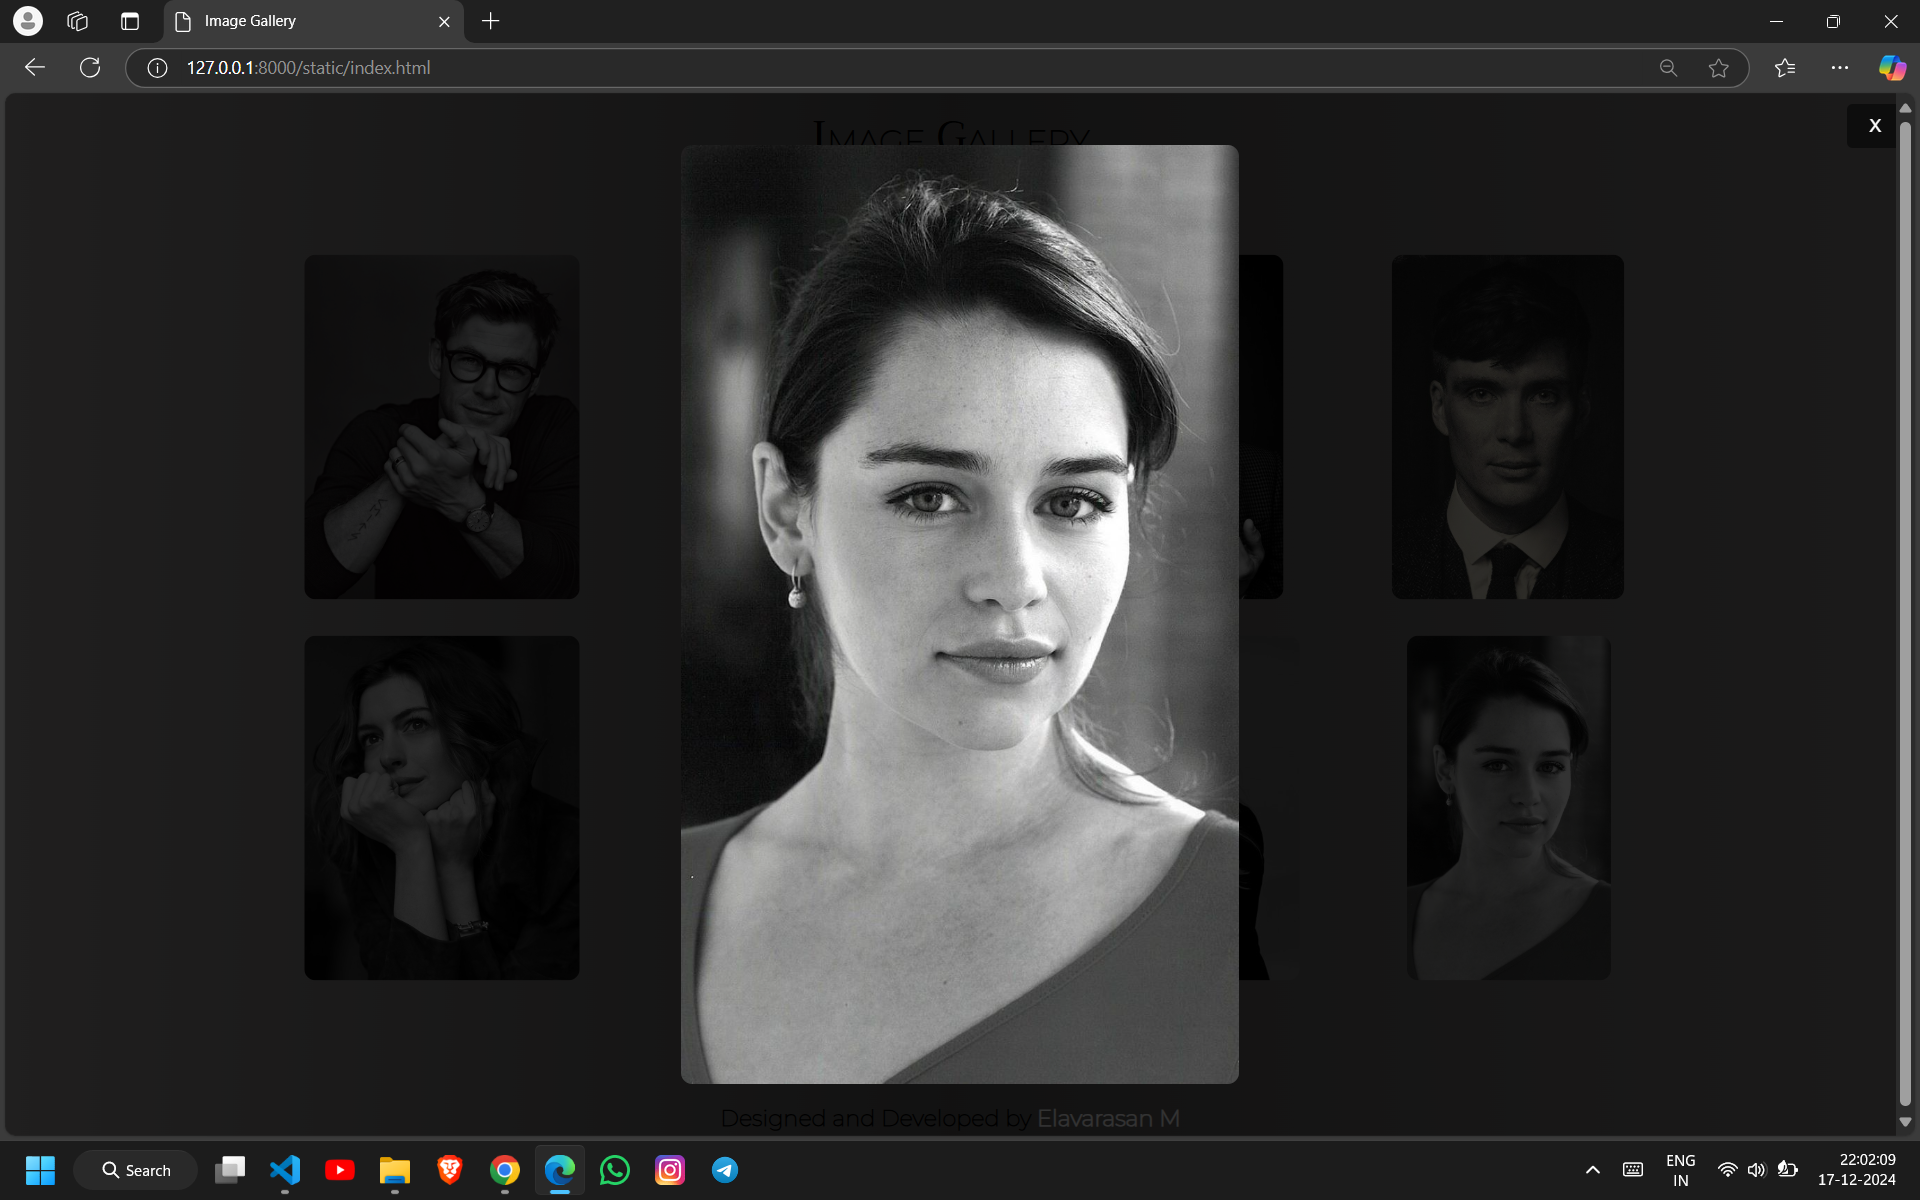 Image Gallery
127.0.0.1:8000/static/index.html
IMAGE GALLERY
X
Designed and Developed by Elavarasan M
Search
ENG
IN
22:02:09
17-12-2024